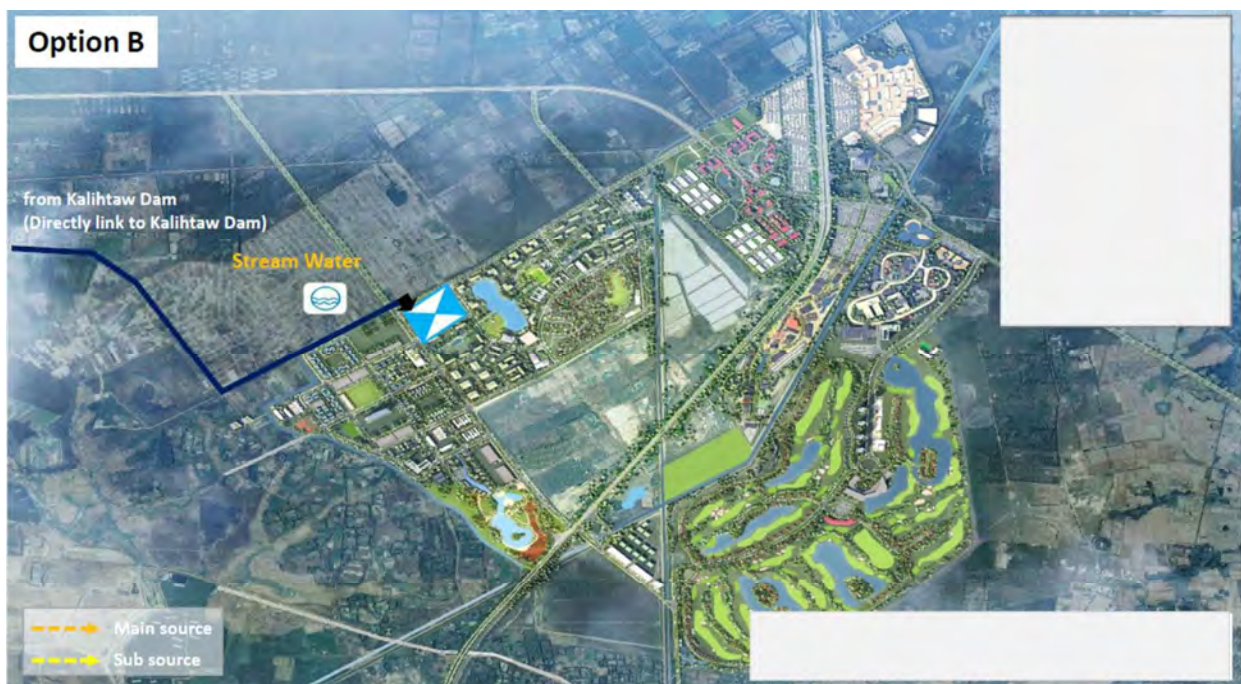 Option B
from Kalihtaw Dam
(Directly link to Kalihtaw Dam)
Stream Water
Main source
Sub source